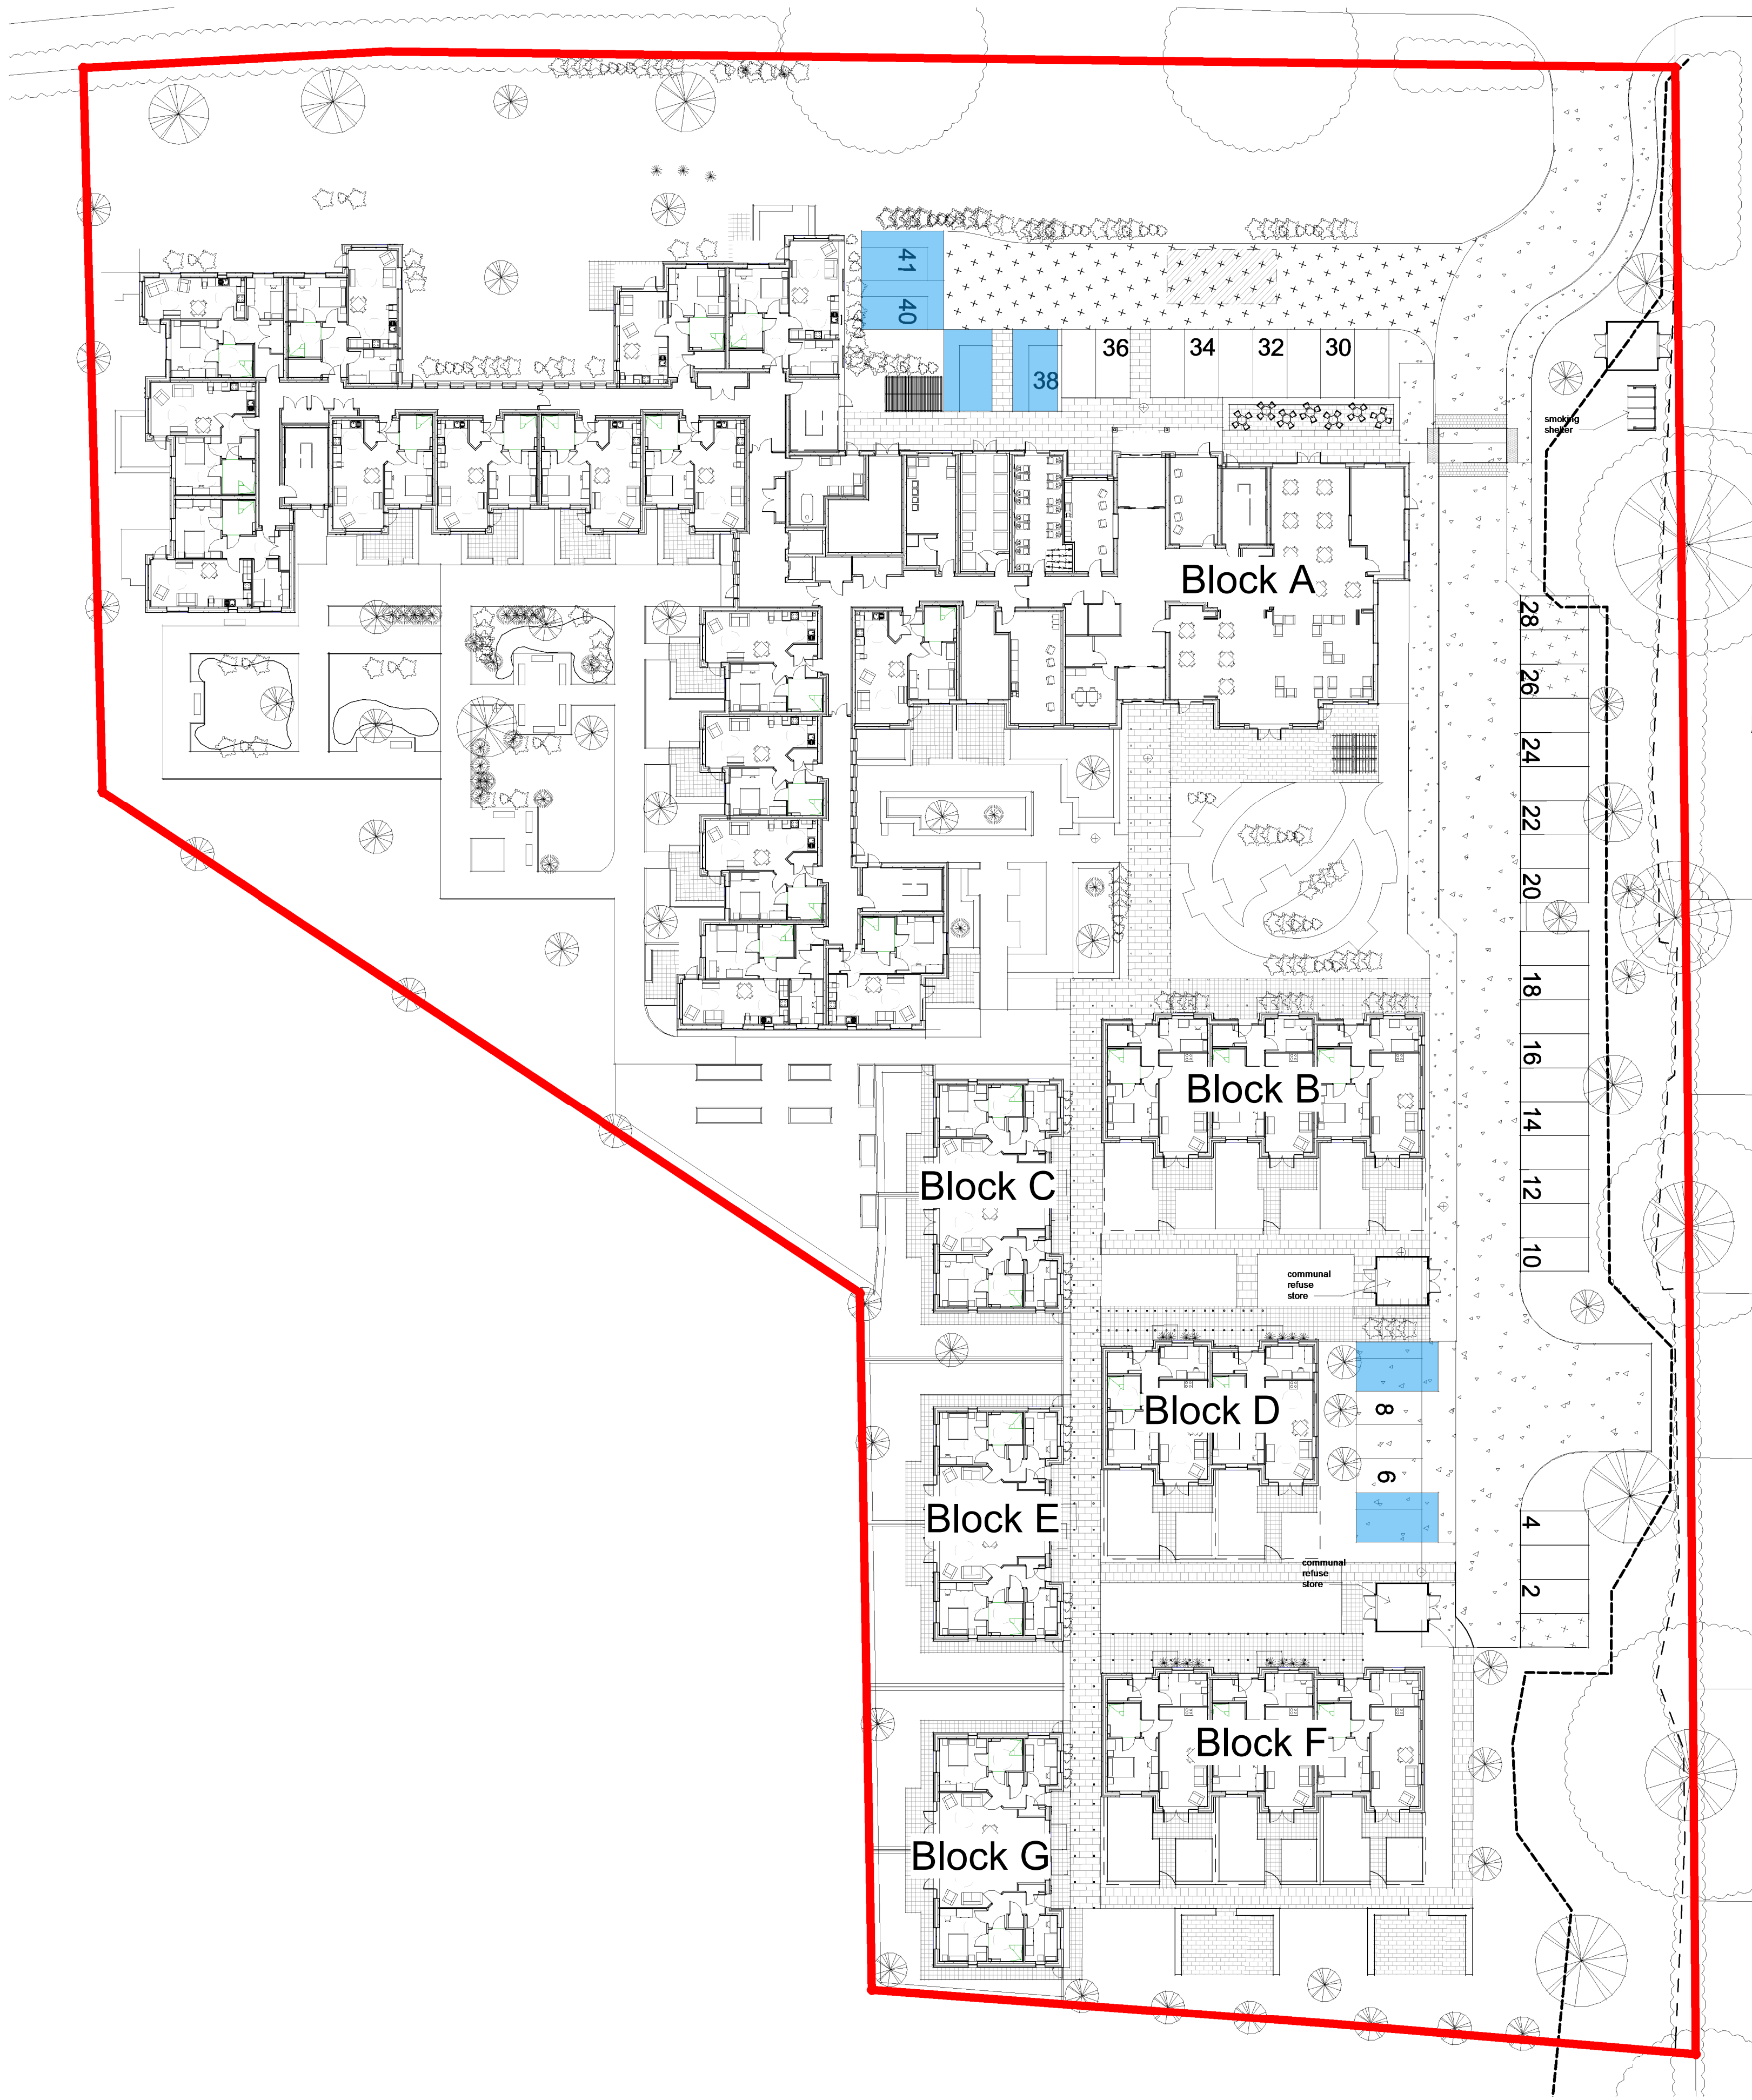 41
40
38
36
34
32
30
smoking
shelter
Block A
28
26
24
22
20
18
16
14
12
10
Block B
Block C
communal
refuse
store
Block D
8
6
Block E
4
2
communal
refuse
store
Block F
Block G